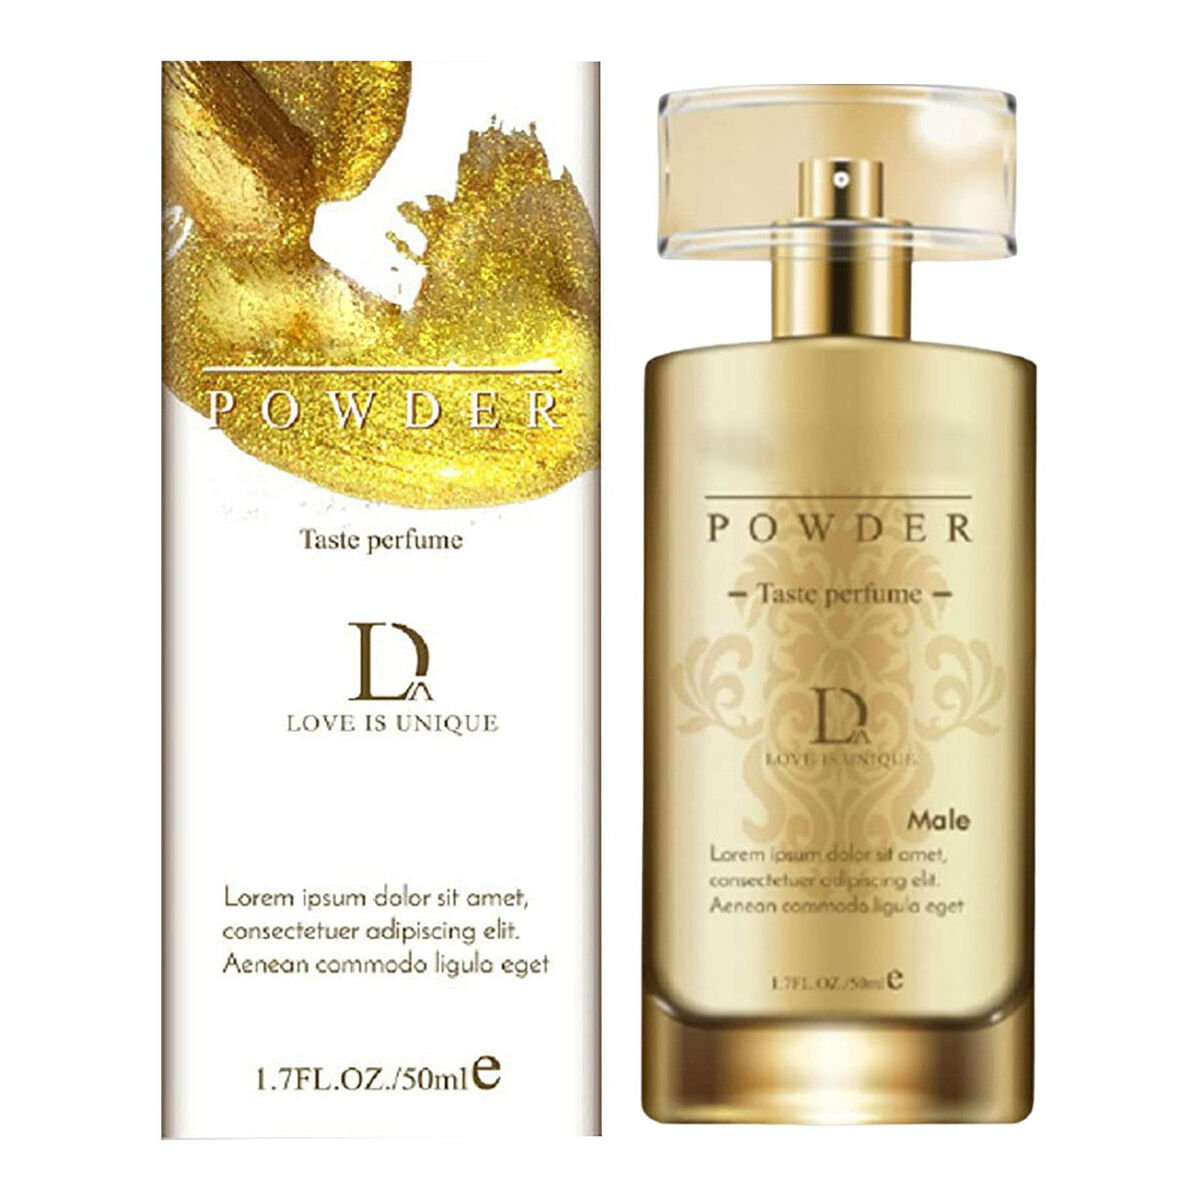 POWDER
Taste perfume
D^
LOVE IS UNIQUE
Lorem ipsum dolor sit amet,
consectetuer adipiscing elit.
Aenean commodo ligula eget
1.7FL.OZ./50ml e
POWDER
- Taste perfume -
D^
LOVE IS UNIQUE
Male
Lorem ipsum dolor sit amet,
consectetuer adipiscing elit.
Aenean commodo ligula eget
1.7FL.OZ./50ml e